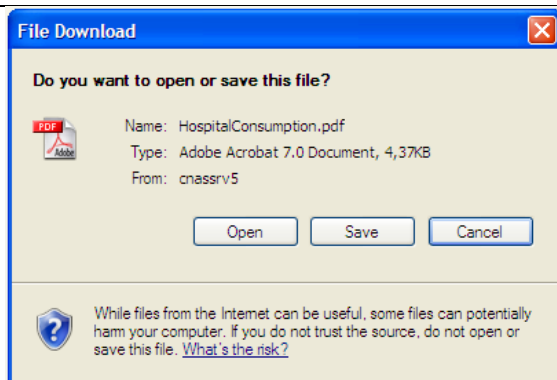 File Download
Do you want to open or save this file?
PDF
Adobe
Name: HospitalConsumption.pdf
Type: Adobe Acrobat 7.0 Document, 4,37KB
From: cnassrv5
Open Save Cancel
While files from the Internet can be useful, some files can potentially
harm your computer. If you do not trust the source, do not open or
save this file. What's the risk?